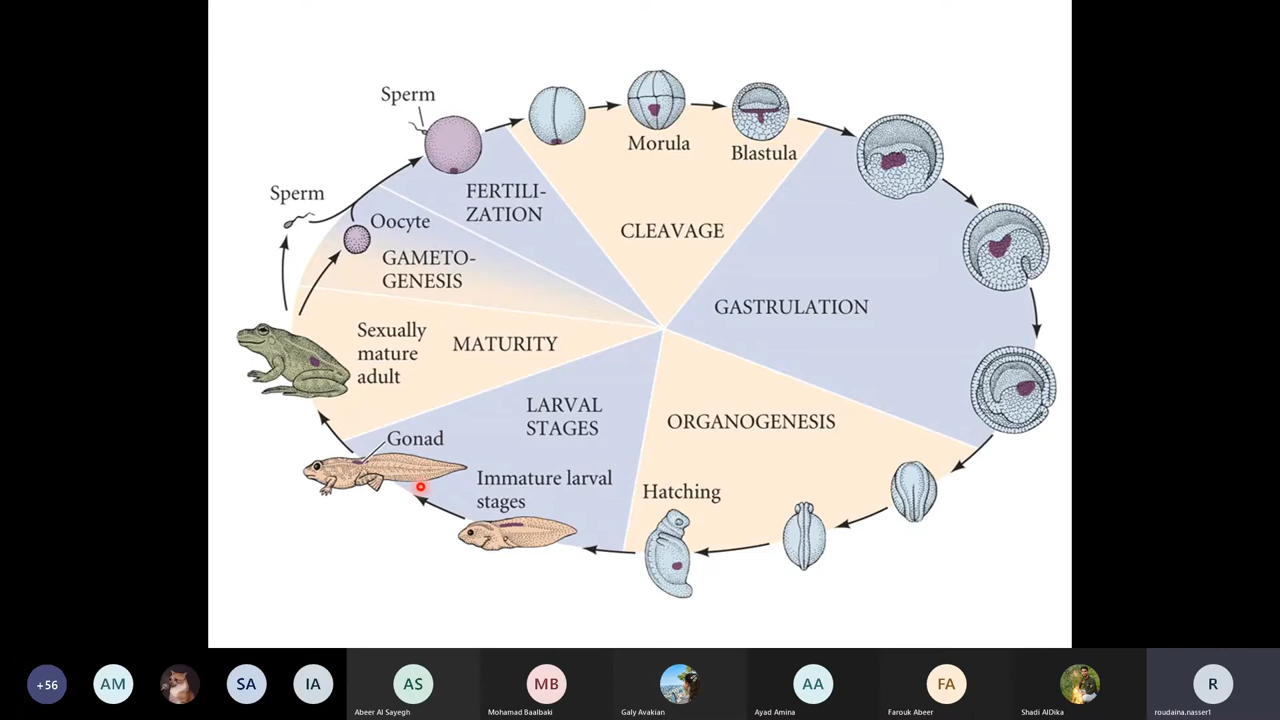 Sperm
Morula
Blastula
Sperm
FERTILI-
ZATION
Oocyte
CLEAVAGE
GAMETO-
GENESIS
GASTRULATION
Sexually
mature
adult
MATURITY
LARVAL
STAGES
ORGANOGENESIS
Gonad
Immature larval
stages
Hatching
+56
AM
SA
IA
AS
MB
AA
FA
R
Abeer Al Sayegh
Mohamad Baalbaki
Galy Avakian
Ayad Amina
Farouk Abeer
Shadi AlDika
roudaina.nasser1